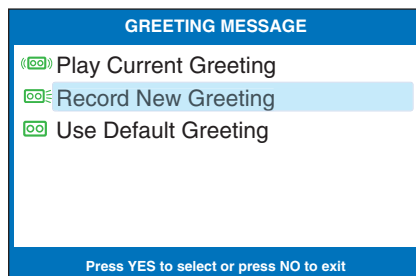 GREETING MESSAGE
Play Current Greeting
Record New Greeting
Use Default Greeting
Press YES to select or press NO to exit